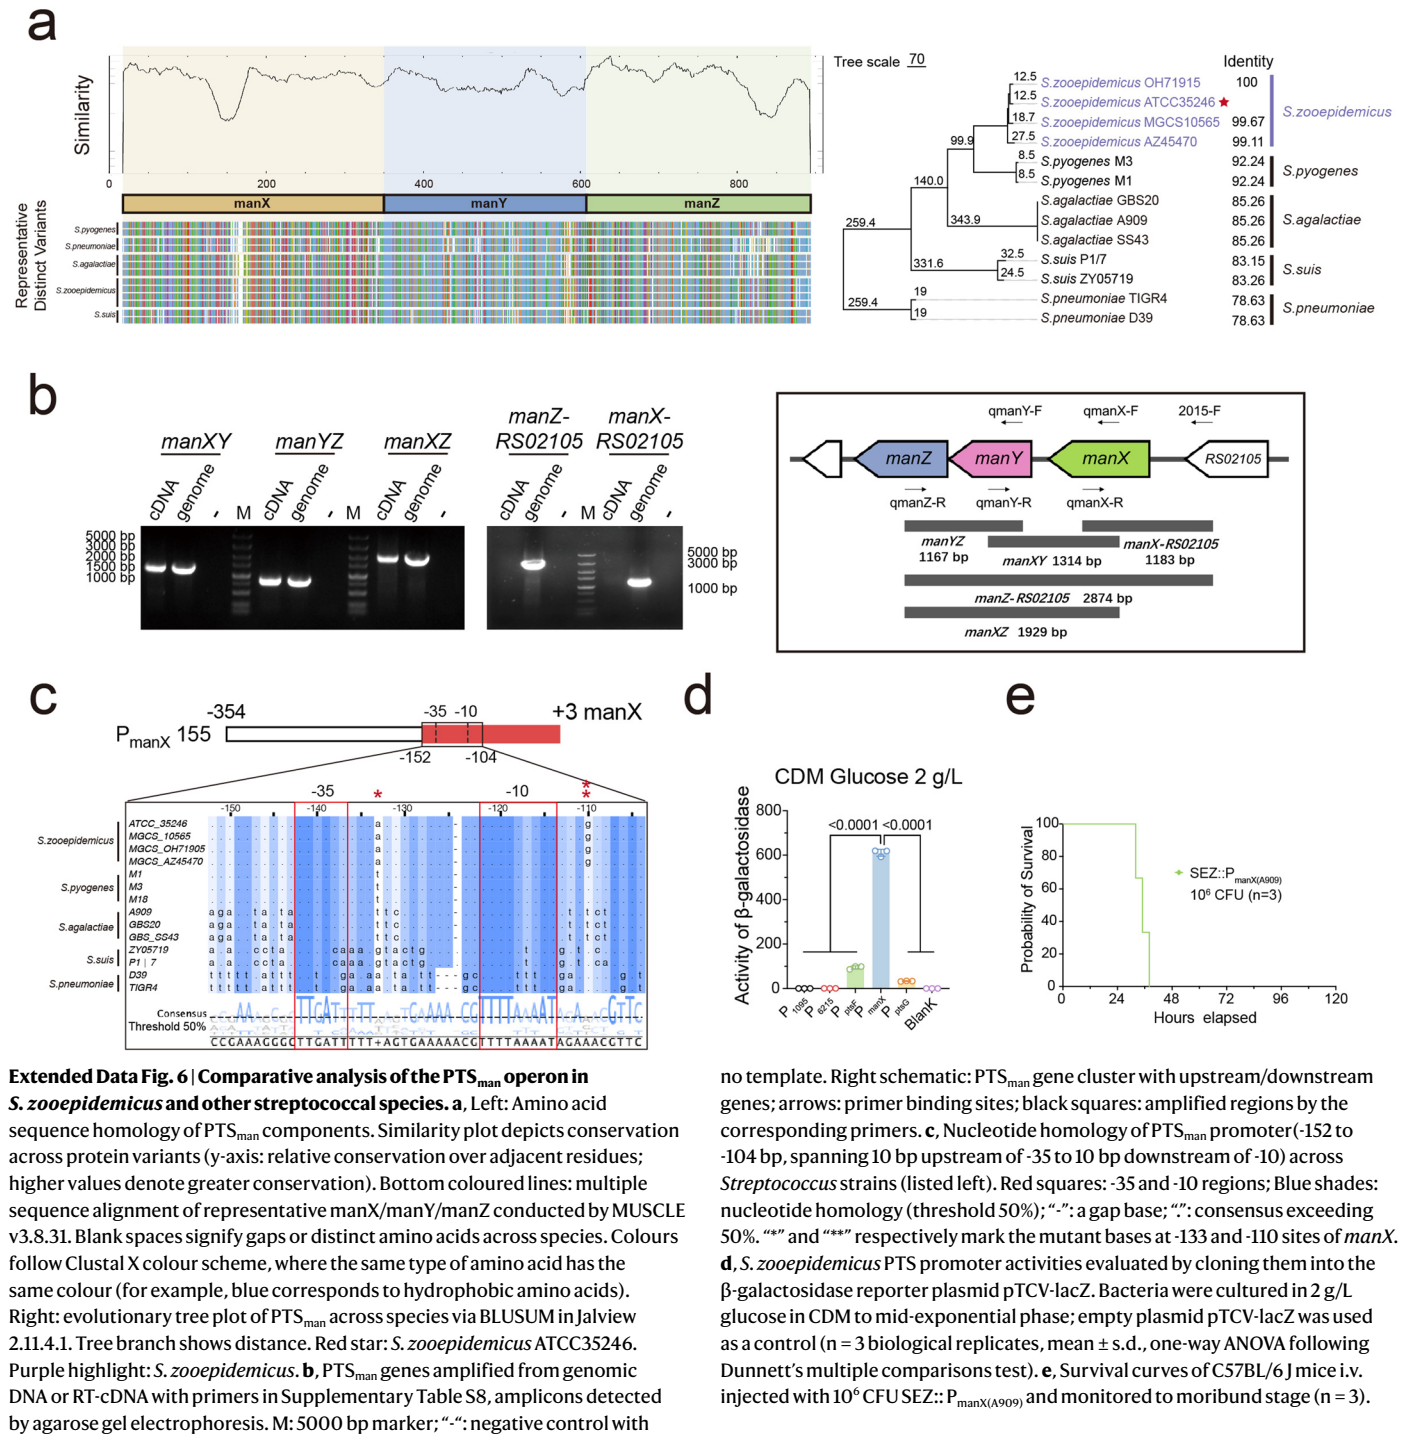 a
Similarity
0
200
400
600
800
manX
manY
manZ
Representative
Distinct Variants
S.pyogenes
S.pneumoniae
S.agalactiae
S.zooepidemicus
S.suis
Tree scale 70
Identity
12.5
S.zooepidemicus OH71915 100
12.5
S.zooepidemicus ATCC35246
18.7
S.zooepidemicus MGCS10565 99.67
27.5
S.zooepidemicus AZ45470 99.11
S.zooepidemicus
99.9
8.5
S.pyogenes M3 92.24
8.5
S.pyogenes M1 92.24
S.pyogenes
140.0
343.9
S.agalactiae GBS20 85.26
S.agalactiae A909 85.26
S.agalactiae SS43 85.26
S.agalactiae
259.4
331.6
32.5
S.suis P1/7 83.15
24.5
S.suis ZY05719 83.26
S.suis
259.4
19
S.pneumoniae TIGR4 78.63
19
S.pneumoniae D39 78.63
S.pneumoniae
b
manXY
manYZ
manXZ
manZ-
RS02105
manX-
RS02105
cDNA
genome
-
M
cDNA
genome
-
M
cDNA
genome
-
cDNA
genome
M
cDNA
genome
-
5000 bp
3000 bp
2000 bp
1500 bp
1000 bp
5000 bp
3000 bp
1000 bp
qmanY-F
qmanX-F
2015-F
manZ
manY
manX
RS02105
qmanZ-R
qmanY-R
qmanX-R
manYZ
1167 bp
manXY 1314 bp
manX-RS02105
1183 bp
manZ-RS02105 2874 bp
manXZ 1929 bp
c
-354
-35
-10
+3 manX
PmanX 155
-152
-104
-35
*
-10
**
-150
-140
-130
-120
-110
S.zooepidemicus
ATCC_35246
MGCS_10565
MGCS_OH71905
MGCS_AZ45470
S.pyogenes
M1
M3
M18
S.agalactiae
A909
GBS20
GBS_SS43
S.suis
ZY05719
P1|7
S.pneumoniae
D39
TIGR4
Consensus
Threshold 50%
CCGAAAGGGCTTGATTTTT+AGTGAAAAACGTTTTAAAATAGAAACGTTC
d
CDM Glucose 2 g/L
Activity of β-galactosidase
800
600
400
200
0
<0.0001
<0.0001
P1095
P6215
PptsF
PmanX
PptsG
BlanK
e
Probability of Survival
100
80
60
40
20
0
0
24
48
72
96
120
Hours elapsed
SEZ::PmanX(A909)
10⁶ CFU (n=3)
Extended Data Fig. 6 | Comparative analysis of the PTSman operon in
S. zooepidemicus and other streptococcal species. a, Left: Amino acid
sequence homology of PTSman components. Similarity plot depicts conservation
across protein variants (y-axis: relative conservation over adjacent residues;
higher values denote greater conservation). Bottom coloured lines: multiple
sequence alignment of representative manX/manY/manZ conducted by MUSCLE
v3.8.31. Blank spaces signify gaps or distinct amino acids across species. Colours
follow Clustal X colour scheme, where the same type of amino acid has the
same colour (for example, blue corresponds to hydrophobic amino acids).
Right: evolutionary tree plot of PTSman across species via BLUSUM in Jalview
2.11.4.1. Tree branch shows distance. Red star: S. zooepidemicus ATCC35246.
Purple highlight: S. zooepidemicus. b, PTSman genes amplified from genomic
DNA or RT-cDNA with primers in Supplementary Table S8, amplicons detected
by agarose gel electrophoresis. M: 5000 bp marker; “-“: negative control with
no template. Right schematic: PTSman gene cluster with upstream/downstream
genes; arrows: primer binding sites; black squares: amplified regions by the
corresponding primers. c, Nucleotide homology of PTSman promoter(-152 to
-104 bp, spanning 10 bp upstream of -35 to 10 bp downstream of -10) across
Streptococcus strains (listed left). Red squares: -35 and -10 regions; Blue shades:
nucleotide homology (threshold 50%); “-”: a gap base; “.”: consensus exceeding
50%. “*” and “**” respectively mark the mutant bases at -133 and -110 sites of manX.
d, S. zooepidemicus PTS promoter activities evaluated by cloning them into the
β-galactosidase reporter plasmid pTCV-lacZ. Bacteria were cultured in 2 g/L
glucose in CDM to mid-exponential phase; empty plasmid pTCV-lacZ was used
as a control (n = 3 biological replicates, mean ± s.d., one-way ANOVA following
Dunnett’s multiple comparisons test). e, Survival curves of C57BL/6 J mice i.v.
injected with 10⁶ CFU SEZ:: PmanX(A909) and monitored to moribund stage (n = 3).